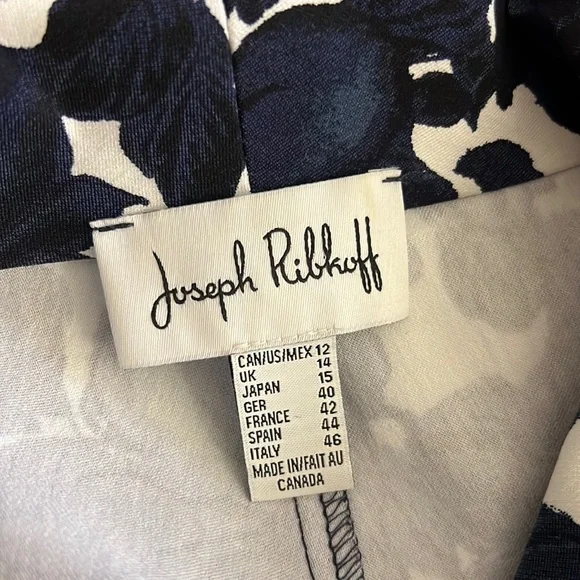 Joseph Ribkoff
CAN/US/MEX 12
UK 14
JAPAN 15
GER 40
FRANCE 42
SPAIN 44
ITALY 46
MADE IN/FAIT AU
CANADA